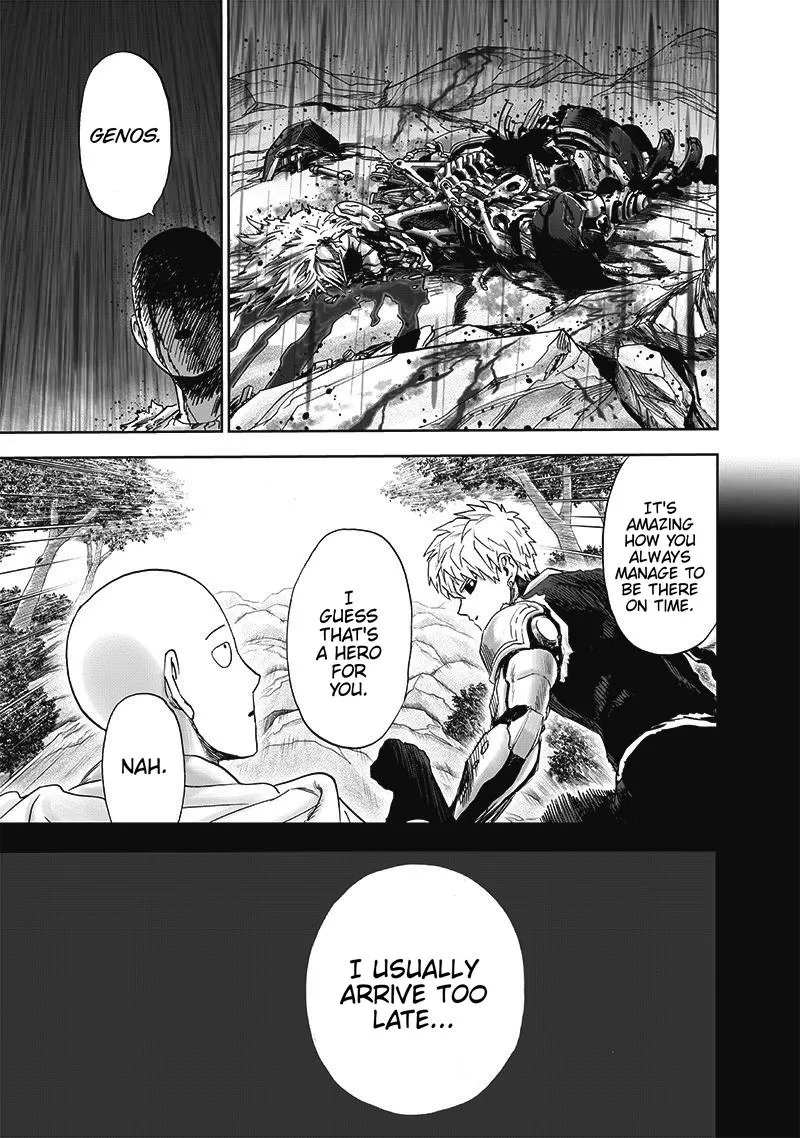 GENOS.
IT'S
AMAZING
HOW YOU
ALWAYS
MANAGE TO
BE THERE
ON TIME.
I
GUESS
THAT'S
A HERO
FOR
YOU.
NAH.
I USUALLY
ARRIVE TOO
LATE...